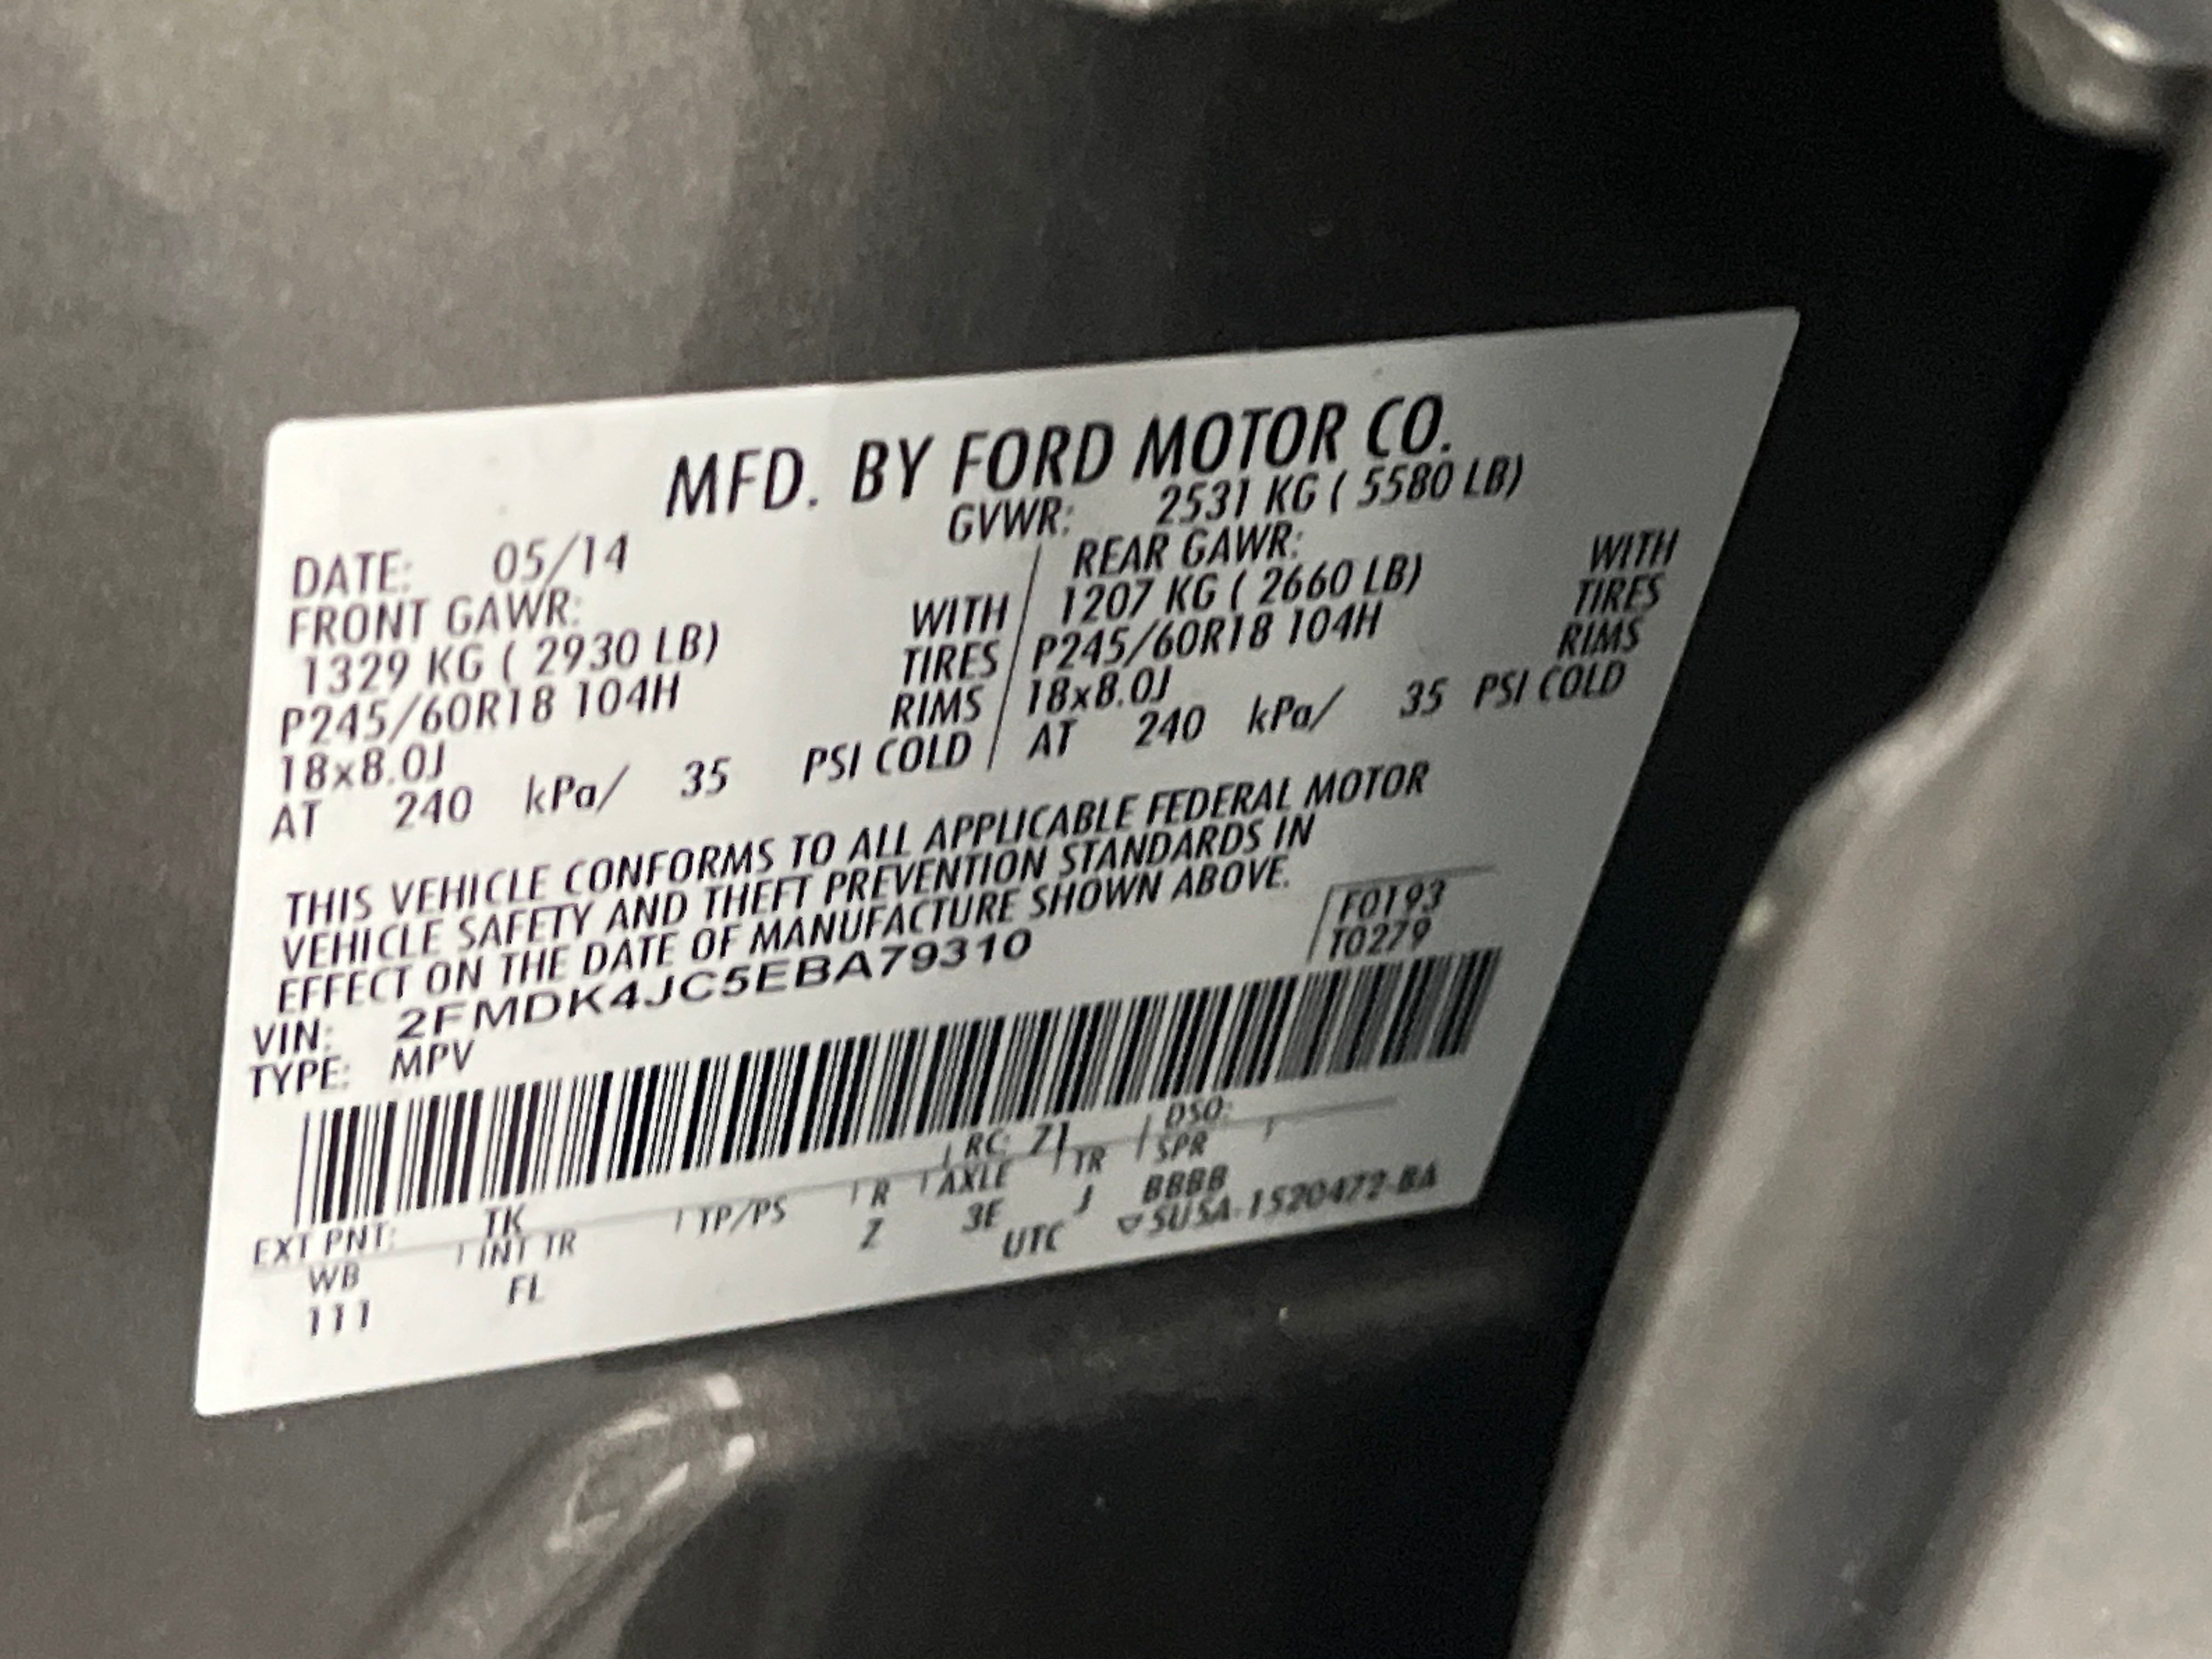 MFD. BY FORD MOTOR CO.
DATE: 05/14 GVWR: 2531 KG ( 5580 LB)
FRONT GAWR: REAR GAWR:
1329 KG ( 2930 LB) WITH 1207 KG ( 2660 LB) WITH
P245/60R18 104H TIRES P245/60R18 104H TIRES
18x8.0J RIMS 18x8.0J RIMS
AT 240 kPa/ 35 PSI COLD AT 240 kPa/ 35 PSI COLD
THIS VEHICLE CONFORMS TO ALL APPLICABLE FEDERAL MOTOR
VEHICLE SAFETY AND THEFT PREVENTION STANDARDS IN
EFFECT ON THE DATE OF MANUFACTURE SHOWN ABOVE.
F0193
T0279
VIN: 2FMDK4JC5EBA79310
TYPE: MPV
EXT PNT: TK RC: 71 DSO:
WB INT TR TP/PS R AXLE TR SPR
111 FL Z 3E J BBBB
UTC 5U5A-1520472-BA